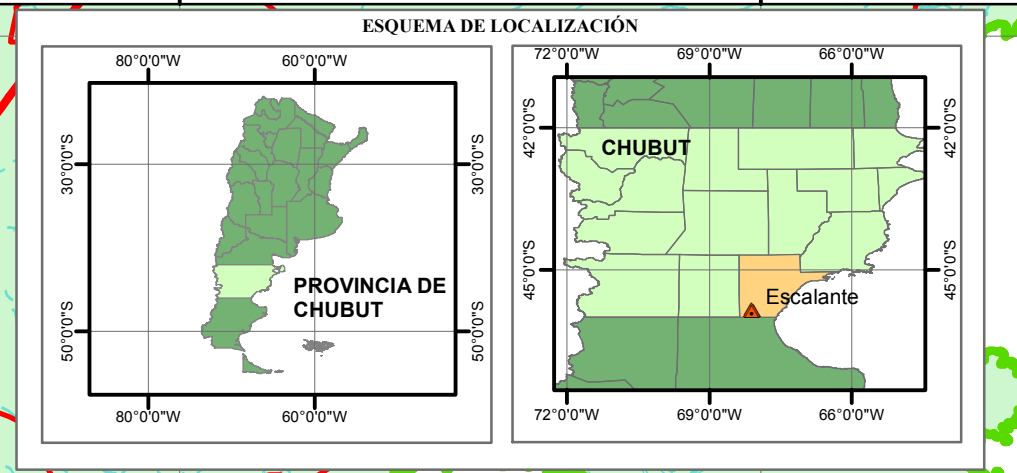 ESQUEMA DE LOCALIZACIÓN
80°0'0"W
60°0'0"W
30°0'0"S
30°0'0"S
PROVINCIA DE
CHUBUT
50°0'0"S
50°0'0"S
80°0'0"W
60°0'0"W
72°0'0"W
69°0'0"W
66°0'0"W
42°0'0"S
42°0'0"S
CHUBUT
45°0'0"S
45°0'0"S
Escalante
72°0'0"W
69°0'0"W
66°0'0"W